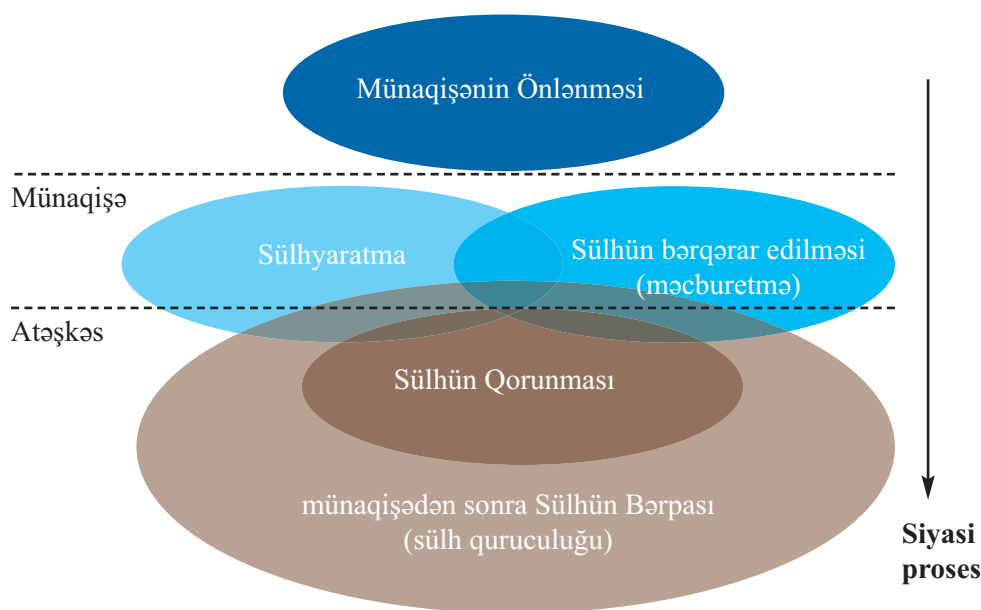 Münaqişənin Önlənməsi
Münaqişə
Sülhyaratma
Sülhün bərqərar edilməsi
(məcburetmə)
Atəşkəs
Sülhün Qorunması
münaqişədən sonra Sülhün Bərpası
(sülh quruculuğu)
Siyasi
proses